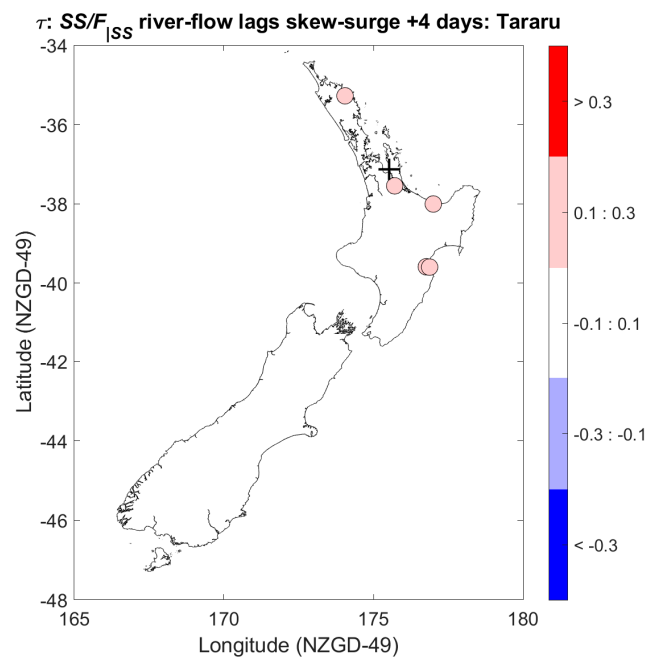 τ: SS/F|SS river-flow lags skew-surge +4 days: Tararu
-34
-36
-38
-40
-42
-44
-46
-48
165
170
175
180
Latitude (NZGD-49)
Longitude (NZGD-49)
> 0.3
0.1 : 0.3
-0.1 : 0.1
-0.3 : -0.1
< -0.3